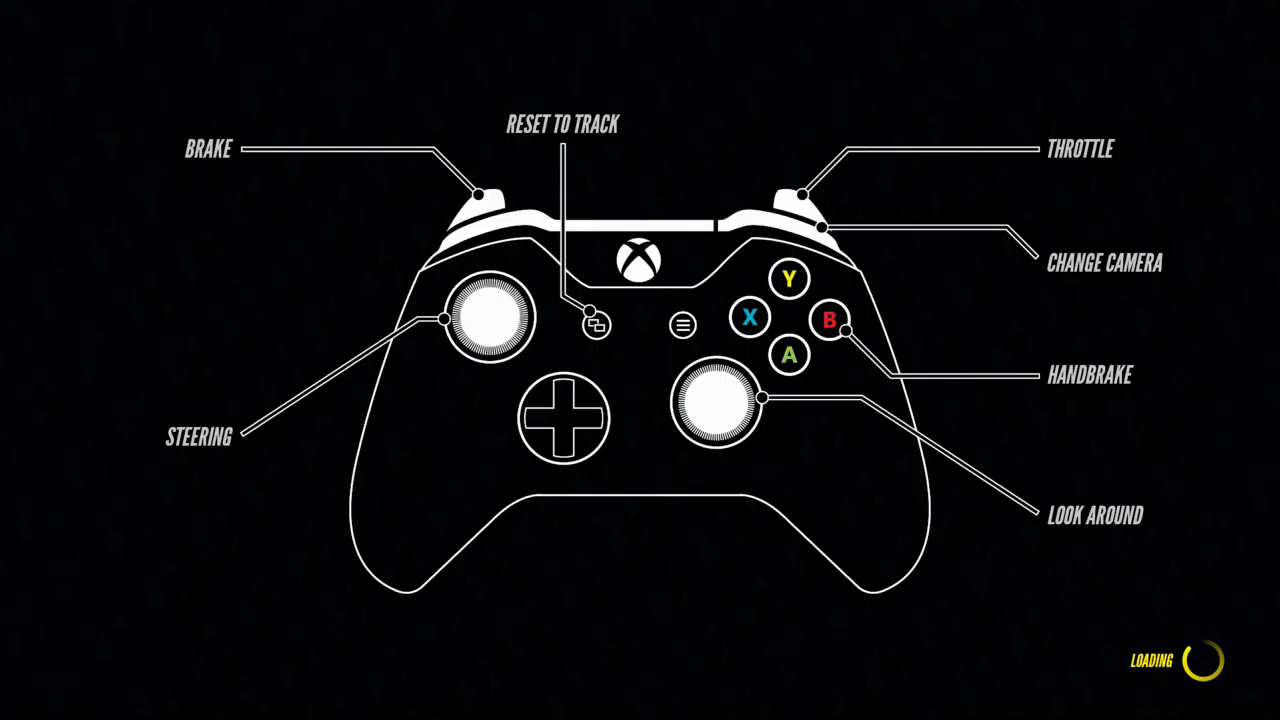 RESET TO TRACK
BRAKE
THROTTLE
CHANGE CAMERA
Y
X
B
A
HANDBRAKE
STEERING
LOOK AROUND
LOADING